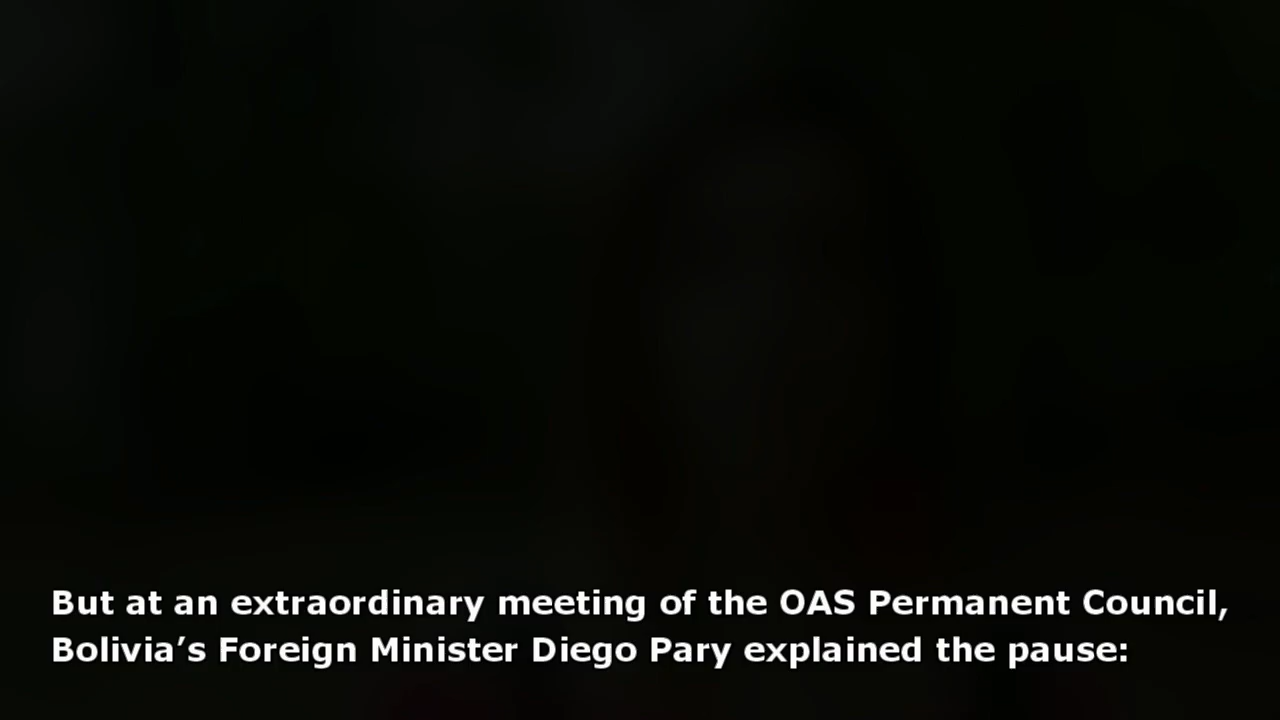 But at an extraordinary meeting of the OAS Permanent Council,
Bolivia’s Foreign Minister Diego Pary explained the pause: